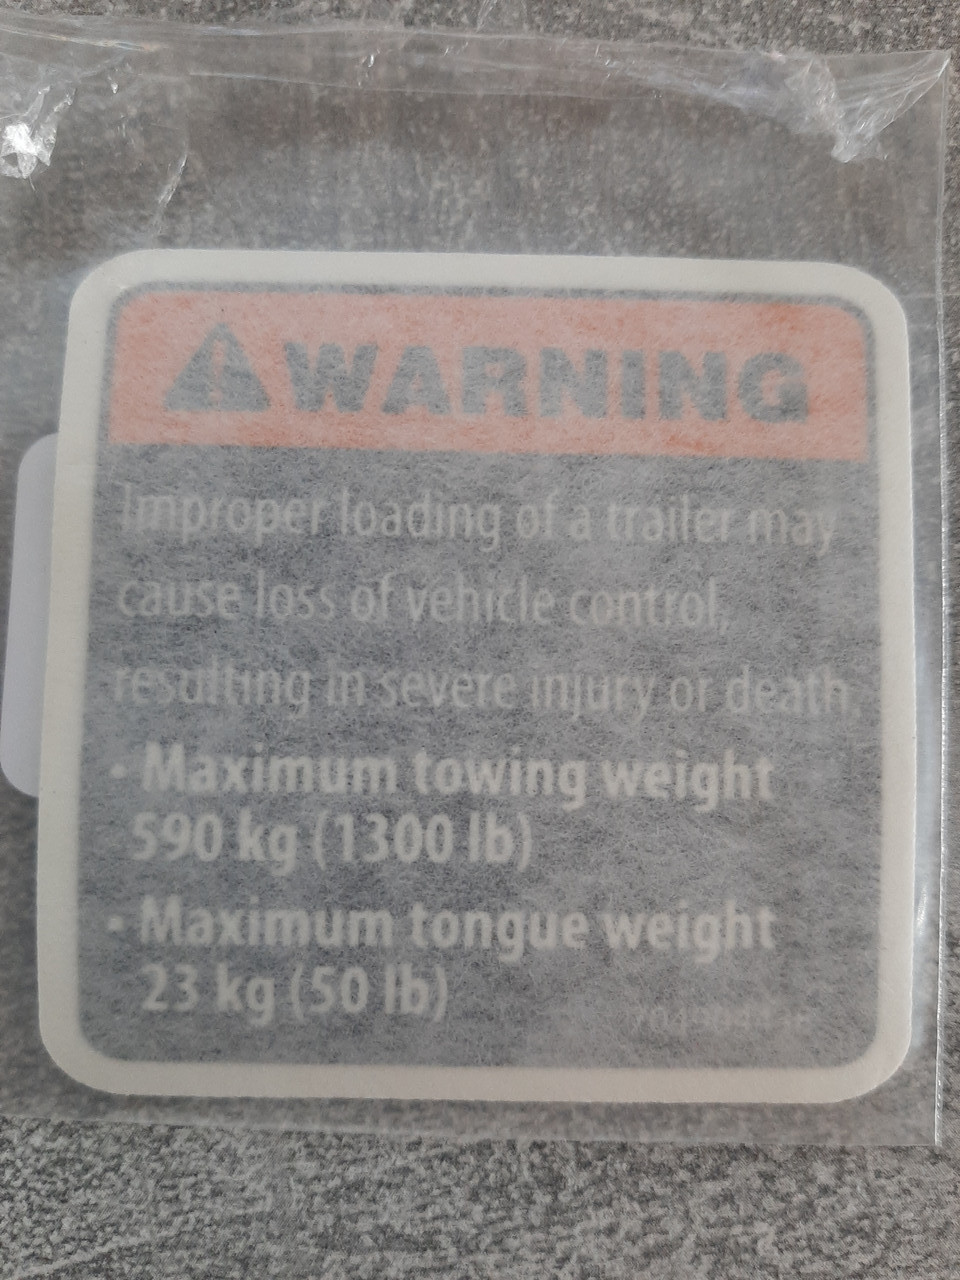 WARNING
Improper loading of a trailer may
cause loss of vehicle control,
resulting in severe injury or death.
· Maximum towing weight
590 kg (1300 lb)
· Maximum tongue weight
23 kg (50 lb)